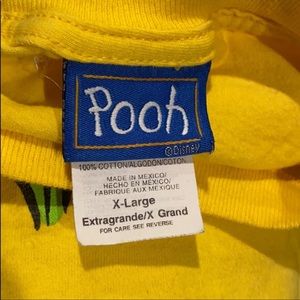 Pooh
©Disney
100% COTTON/ALGODON/COTON
MADE IN MEXICO/
HECHO EN MEXICO/
FABRIQUE AUX MEXIQUE
X-Large
Extragrande/X Grand
FOR CARE SEE REVERSE